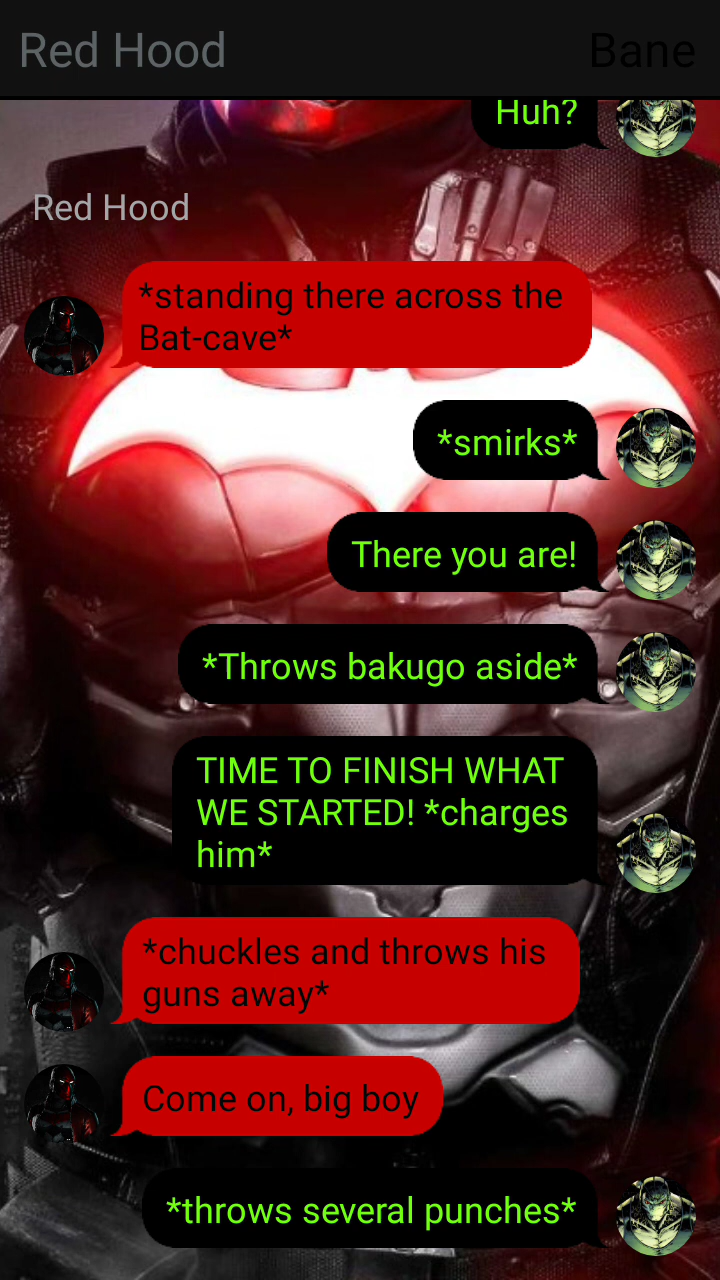 Red Hood
Bane
Huh?
Red Hood
*standing there across the
Bat-cave*
*smirks*
There you are!
*Throws bakugo aside*
TIME TO FINISH WHAT
WE STARTED! *charges
him*
*chuckles and throws his
guns away*
Come on, big boy
*throws several punches*